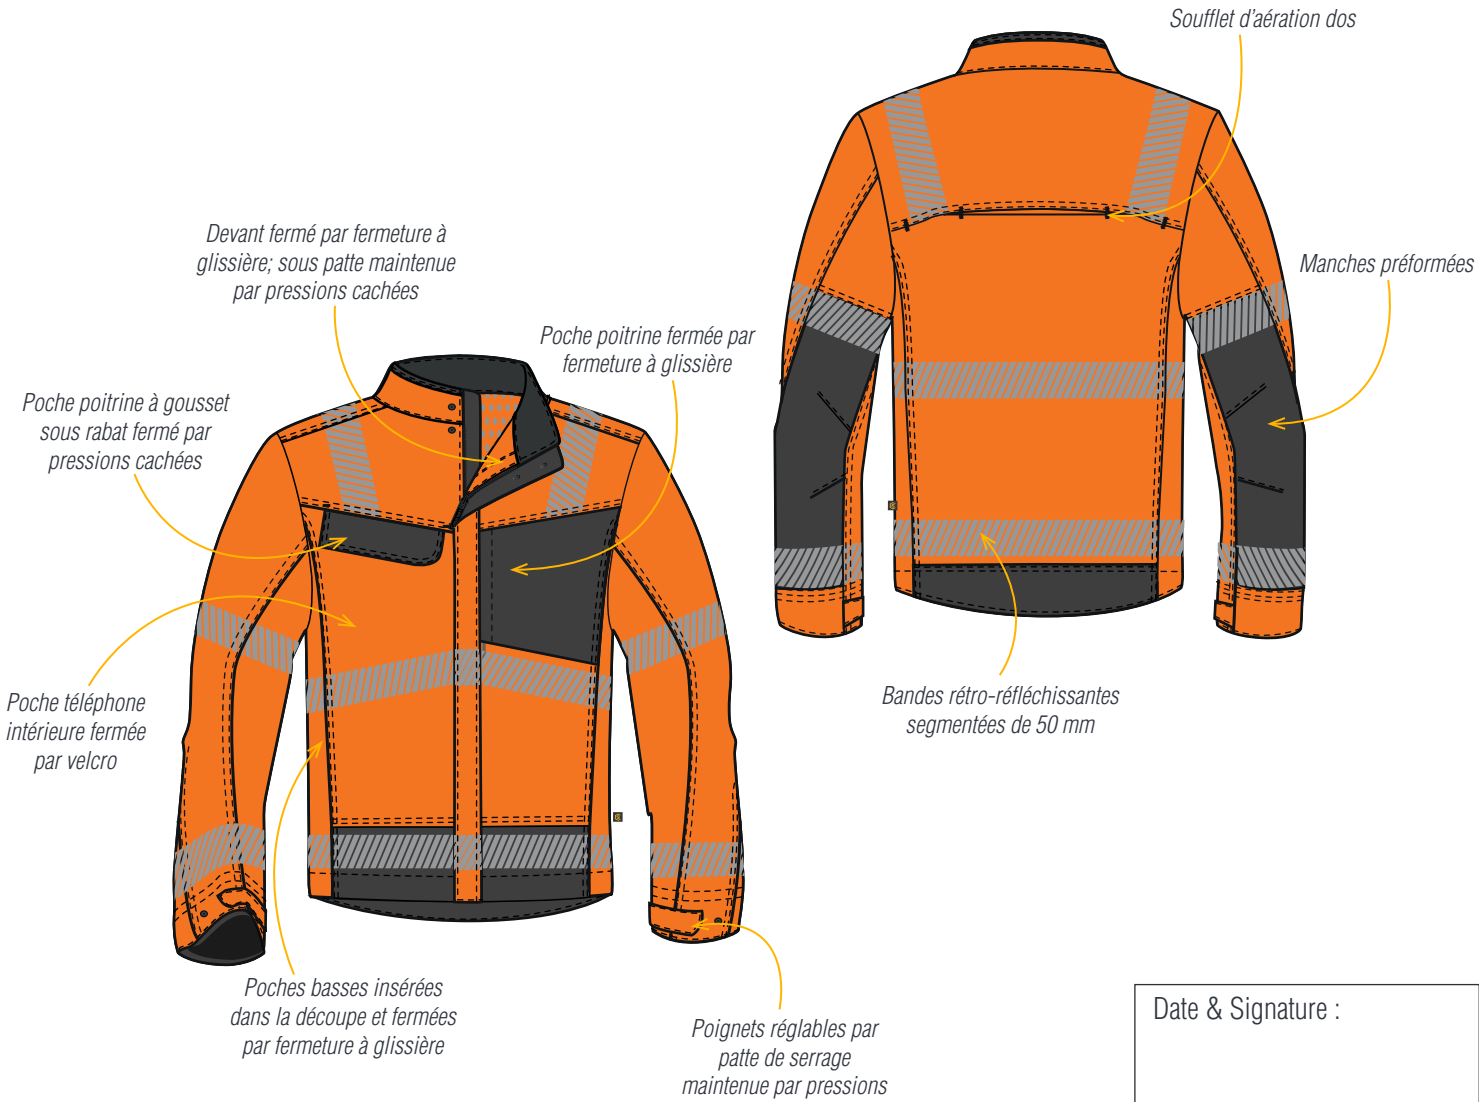 Soufflet d'aération dos
Devant fermé par fermeture à
glissière; sous patte maintenue
par pressions cachées
Manches préformées
Poche poitrine fermée par
fermeture à glissière
Poche poitrine à gousset
sous rabat fermé par
pressions cachées
Poche téléphone
intérieure fermée
par velcro
Bandes rétro-réfléchissantes
segmentées de 50 mm
Poches basses insérées
dans la découpe et fermées
par fermeture à glissière
Poignets réglables par
patte de serrage
maintenue par pressions
Date & Signature :